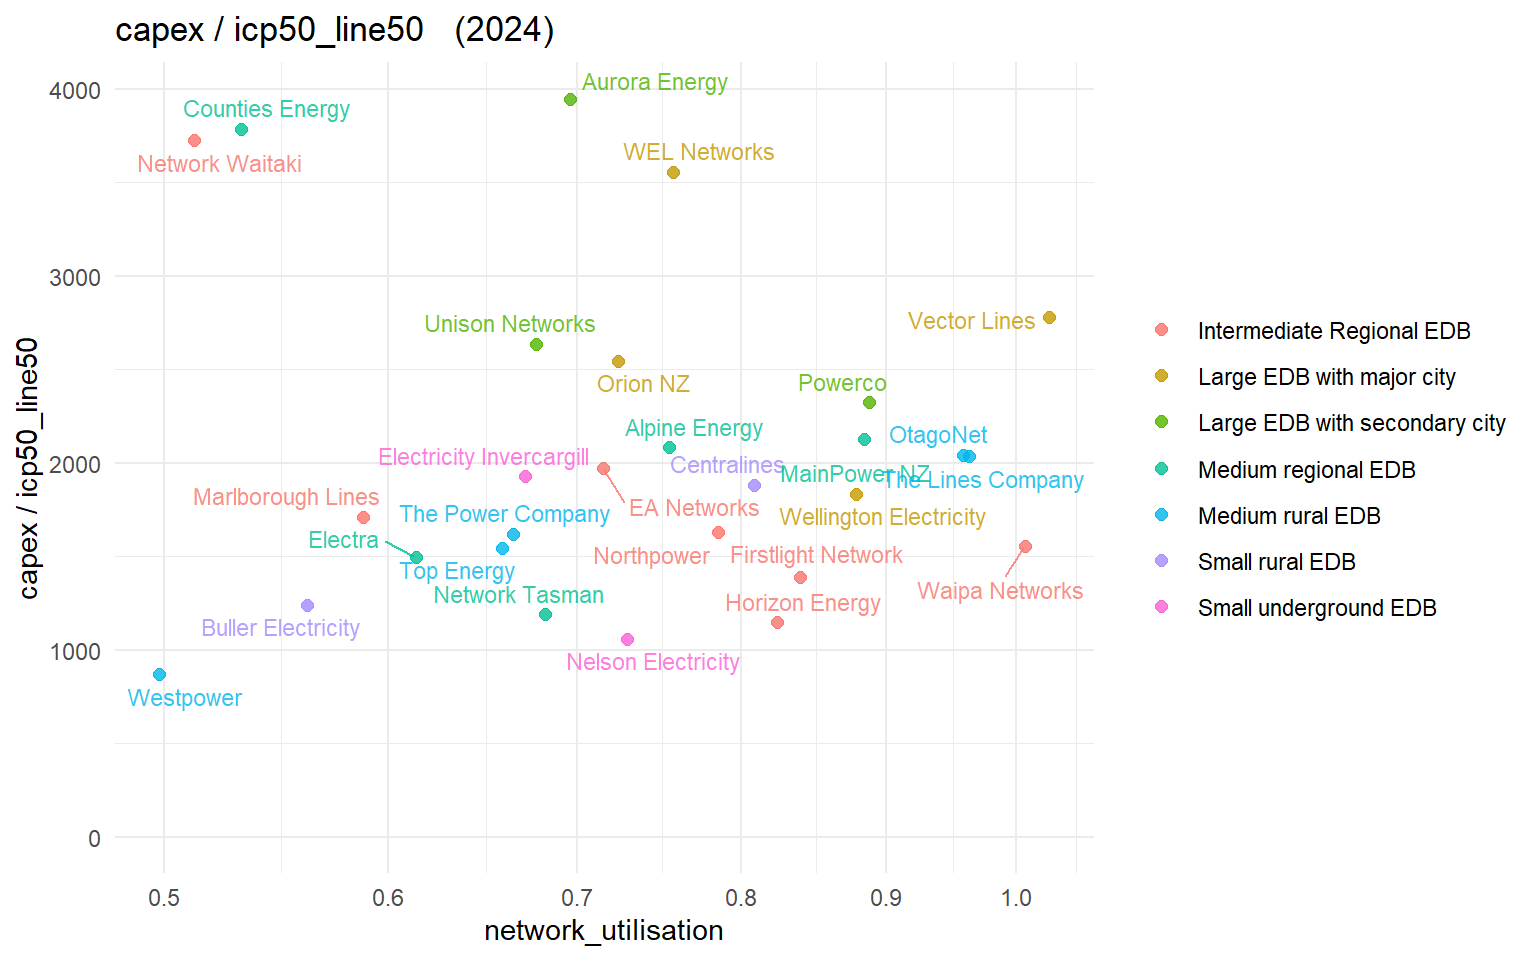 capex / icp50_line50   (2024)
4000
3000
2000
1000
0
capex / icp50_line50
Aurora Energy
Counties Energy
WEL Networks
Network Waitaki
Vector Lines
Unison Networks
Orion NZ
Powerco
Alpine Energy
OtagoNet
Electricity Invercargill
Centralines
MainPower NZ
The Lines Company
Marlborough Lines
EA Networks
The Power Company
Wellington Electricity
Electra
Northpower
Firstlight Network
Top Energy
Waipa Networks
Network Tasman
Horizon Energy
Buller Electricity
Nelson Electricity
Westpower
0.5
0.6
0.7
0.8
0.9
1.0
network_utilisation
Intermediate Regional EDB
Large EDB with major city
Large EDB with secondary city
Medium regional EDB
Medium rural EDB
Small rural EDB
Small underground EDB